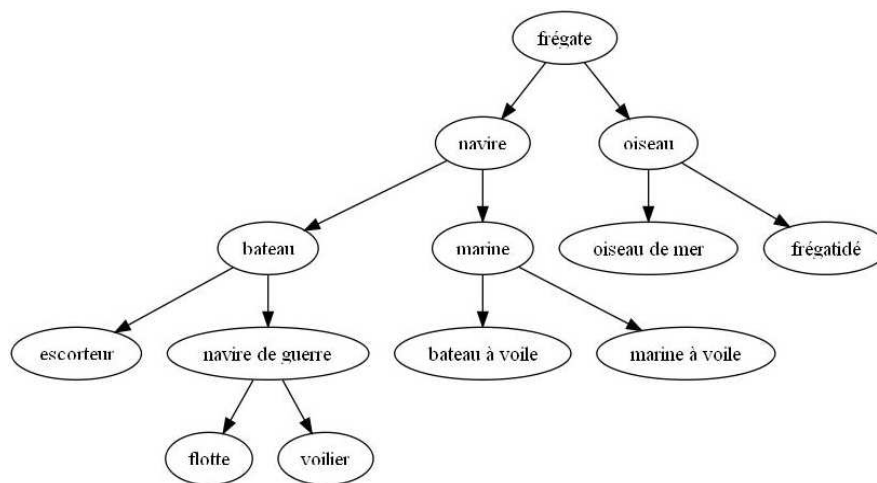 frégate
navire
oiseau
bateau
marine
oiseau de mer
frégatidé
escorteur
navire de guerre
bateau à voile
marine à voile
flotte
voilier